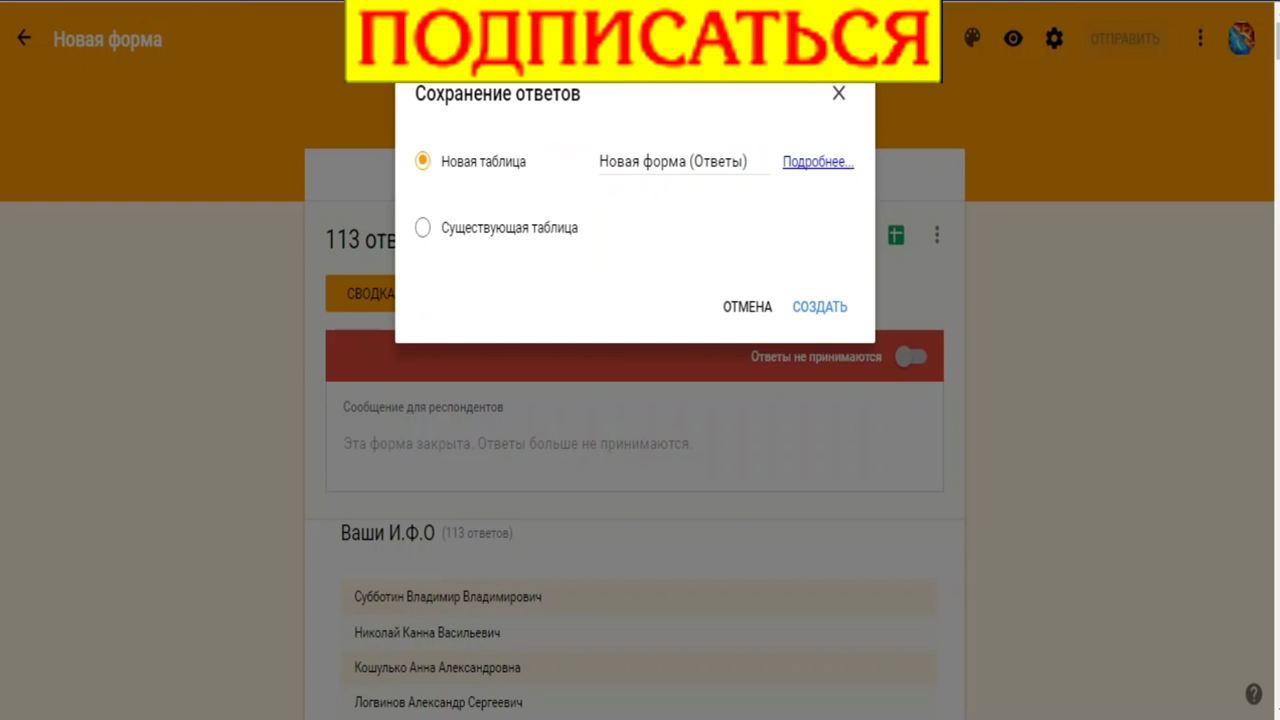 ПОДПИСАТЬСЯ
Новая форма
ОТПРАВИТЬ
Сохранение ответов
Новая таблица Новая форма (Ответы) Подробнее...
Существующая таблица
113 отв
ОТМЕНА СОЗДАТЬ
СВОДКА
Ответы не принимаются
Сообщение для респондентов
Эта форма закрыта. Ответы больше не принимаются.
Ваши И.Ф.О (113 ответов)
Субботин Владимир Владимирович
Николай Канна Васильевич
Кошулько Анна Александровна
Логвинов Александр Сергеевич